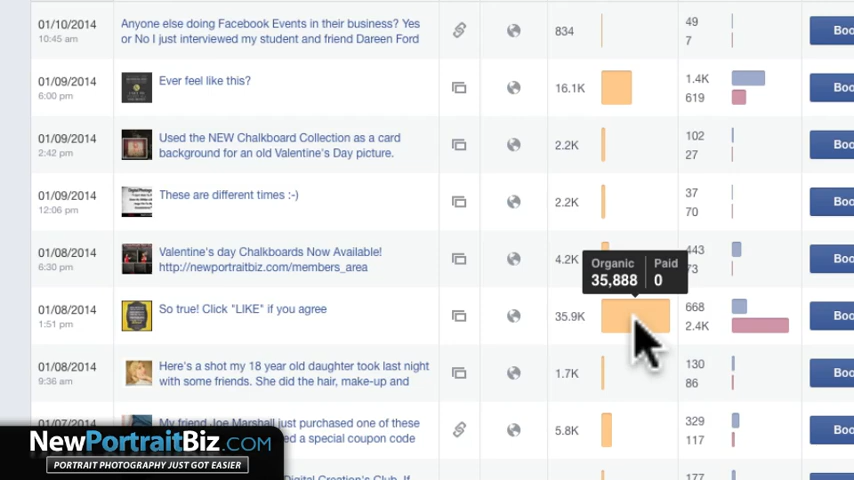 01/10/2014
10:45 am
Anyone else doing Facebook Events in their business? Yes
or No I just interviewed my student and friend Dareen Ford
834
49
7
Boo
01/09/2014
6:00 pm
Ever feel like this?
16.1K
1.4K
619
Boo
01/09/2014
2:42 pm
Used the NEW Chalkboard Collection as a card
background for an old Valentine's Day picture.
2.2K
102
27
Boo
01/09/2014
12:06 pm
These are different times :-)
2.2K
37
70
Boo
01/08/2014
6:30 pm
Valentine's day Chalkboards Now Available!
http://newportraitbiz.com/members_area
4.2K
443
73
Boo
Organic
35,888
Paid
0
01/08/2014
1:51 pm
So true! Click "LIKE" if you agree
35.9K
668
2.4K
Boo
01/08/2014
9:36 am
Here's a shot my 18 year old daughter took last night
with some friends. She did the hair, make-up and
1.7K
130
86
Boo
01/07/2014
My friend Joe Marshall just purchased one of these
ed a special coupon code
5.8K
329
117
Boo
Digital Creation's Club. If
177
NewPortraitBiz.COM
PORTRAIT PHOTOGRAPHY JUST GOT EASIER